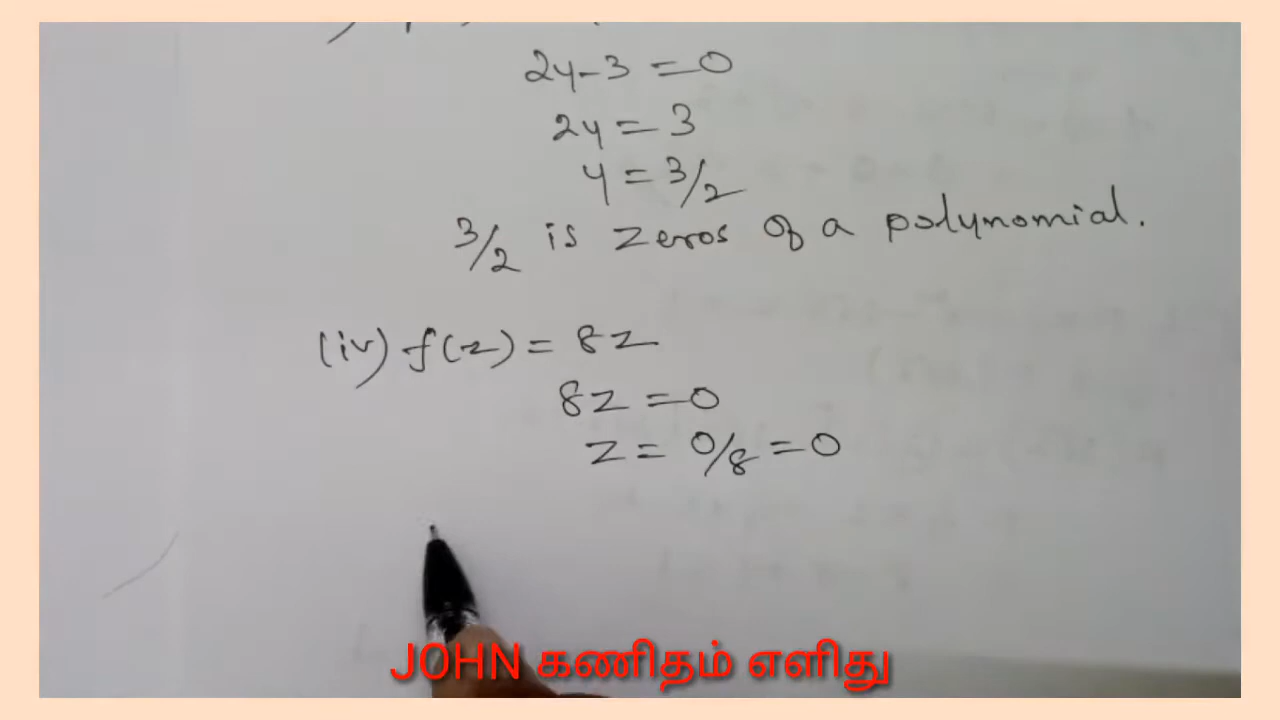 2y-3 = 0
2y = 3
y = 3/2
3/2 is zeros of a polynomial.
(iv) f(z) = 8z
8z = 0
z = 0/8 = 0
JOHN கணிதம் எளிது